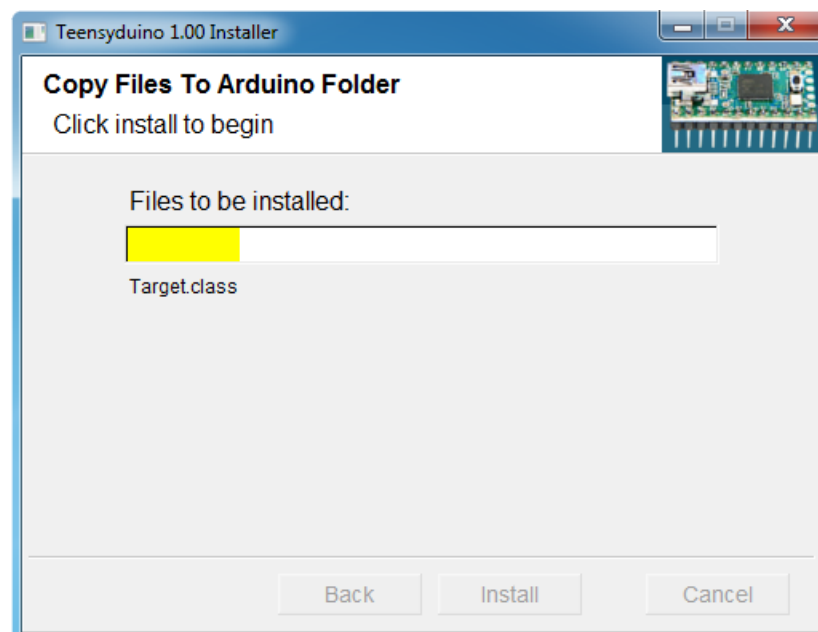 Teensyduino 1.00 Installer
Copy Files To Arduino Folder
Click install to begin
Files to be installed:
Target.class
Back Install Cancel